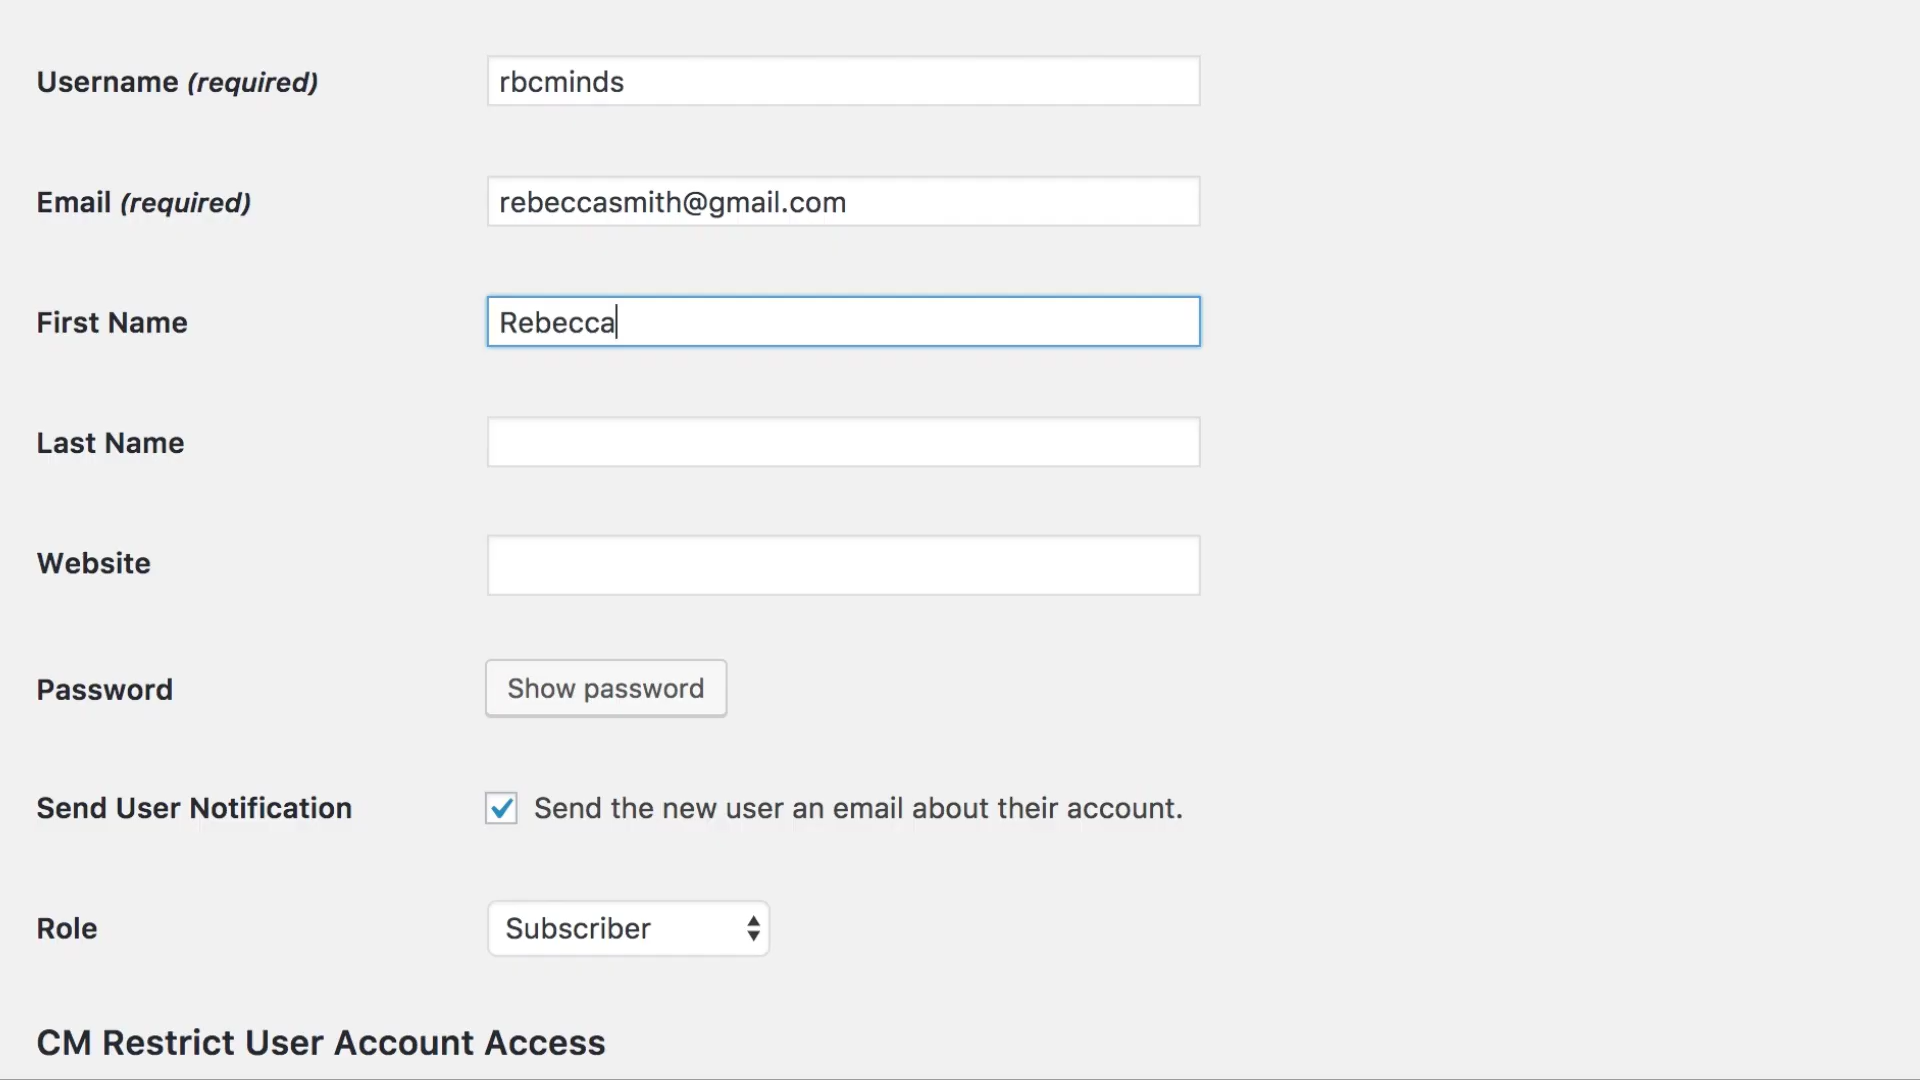 Username (required) rbcminds
Email (required) rebeccasmith@gmail.com
First Name Rebecca
Last Name
Website
Password Show password
Send User Notification Send the new user an email about their account.
Role Subscriber
CM Restrict User Account Access